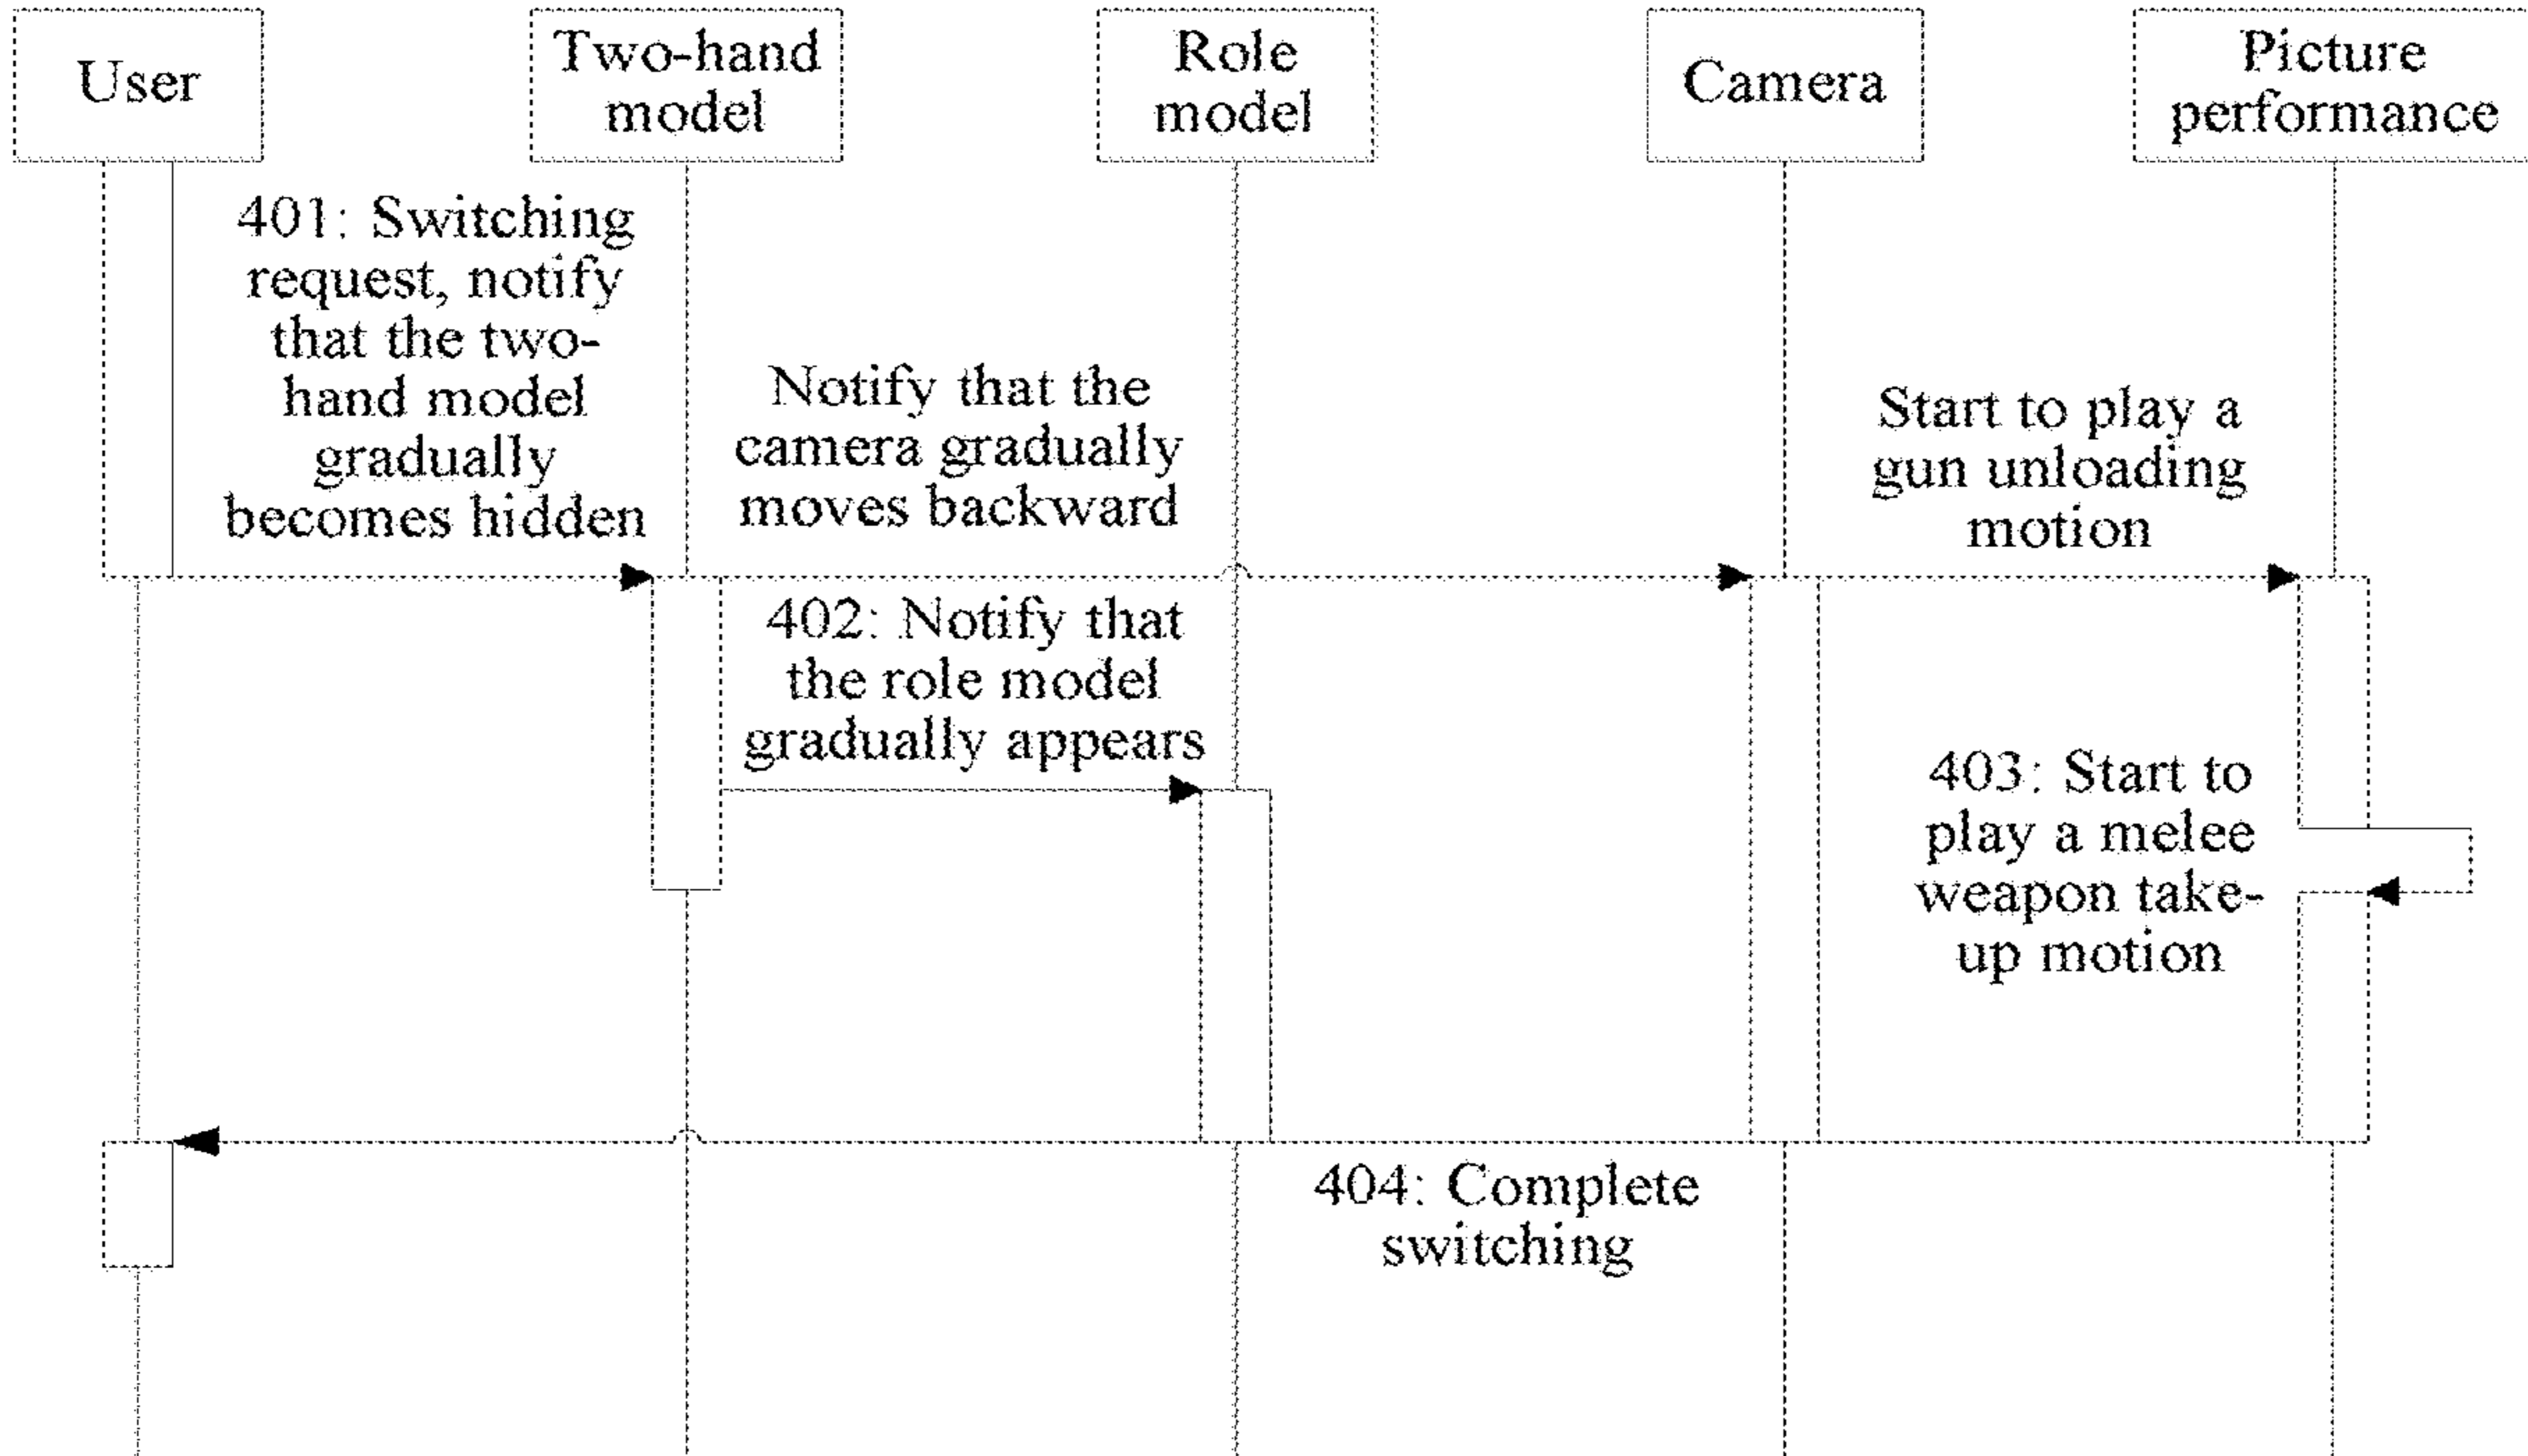 User
Two-hand
model
Role
model
Camera
Picture
performance
401: Switching
request, notify
that the two-
hand model
gradually
becomes hidden
Notify that the
camera gradually
moves backward
Start to play a
gun unloading
motion
402: Notify that
the role model
gradually appears
403: Start to
play a melee
weapon take-
up motion
404: Complete
switching